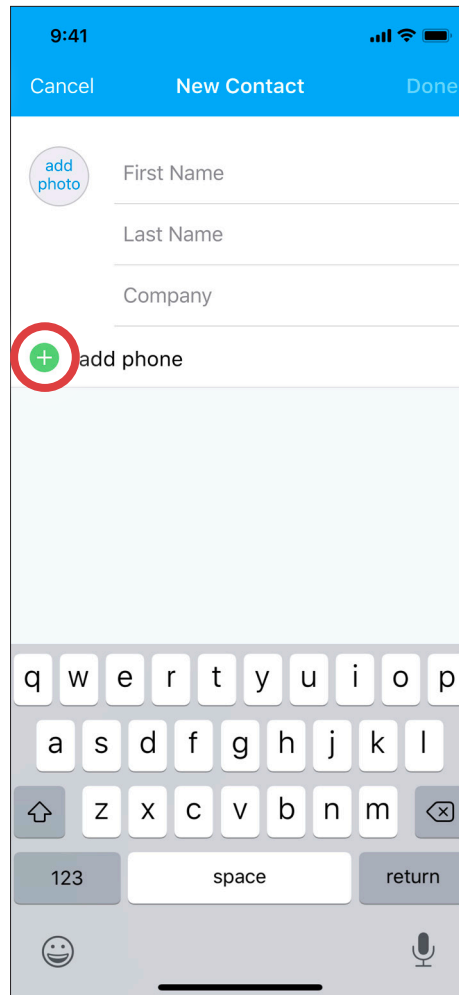 9:41
Cancel New Contact Done
add
photo
First Name
Last Name
Company
add phone
q w e r t y u i o p
a s d f g h j k l
z x c v b n m
123 space return